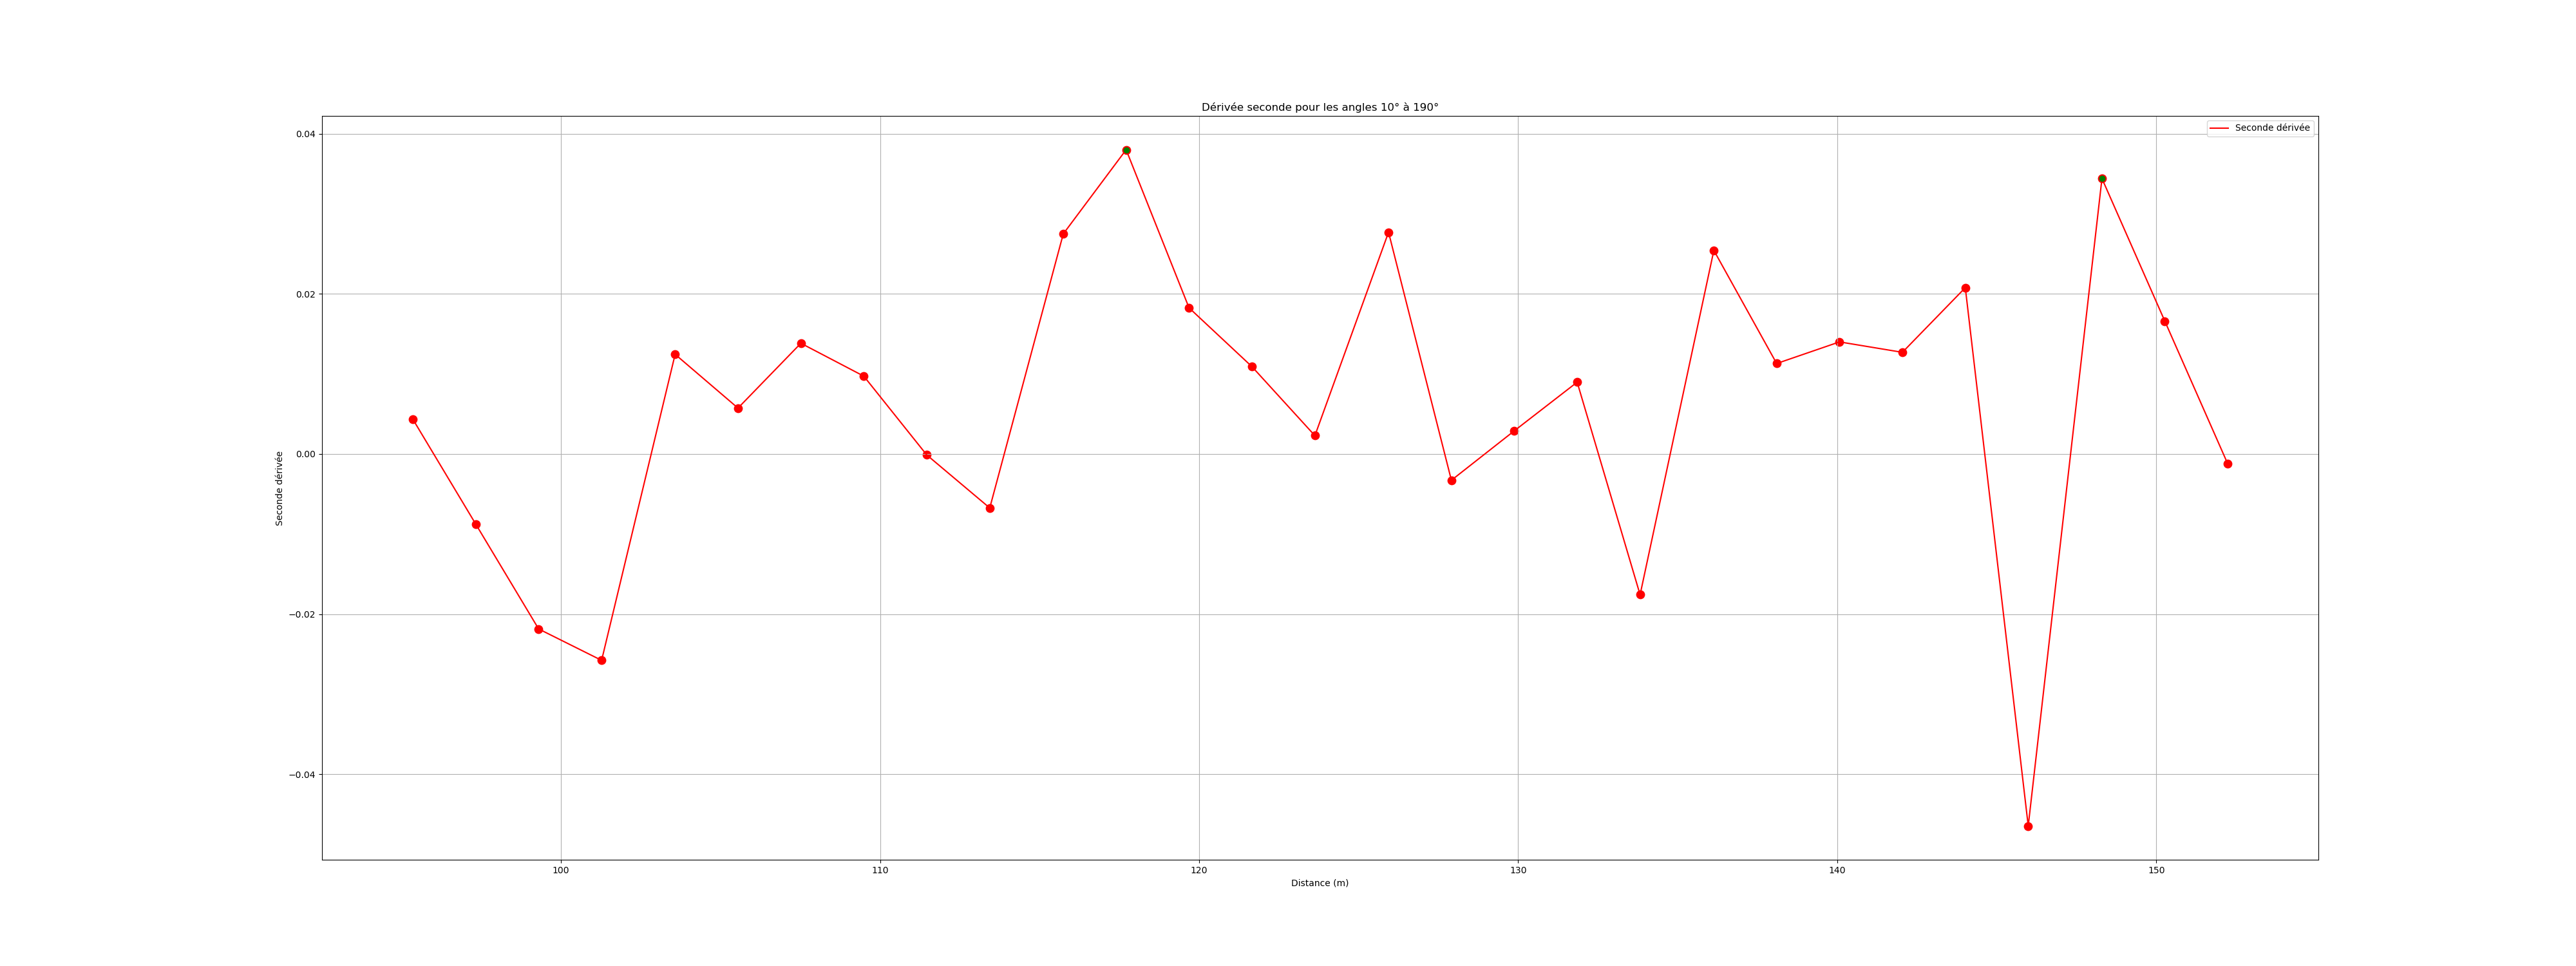 Dérivée seconde pour les angles 10° à 190°
Seconde dérivée
0.04
0.02
0.00
−0.02
−0.04
Seconde dérivée
100
110
120
130
140
150
Distance (m)